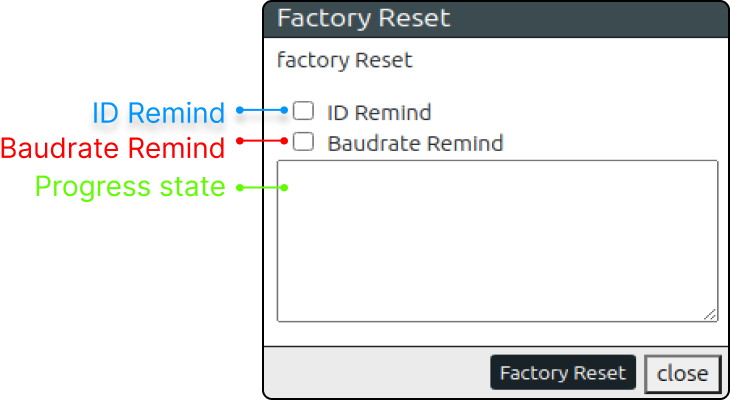 Factory Reset
factory Reset
ID Remind
ID Remind
Baudrate Remind
Baudrate Remind
Progress state
Factory Reset
close